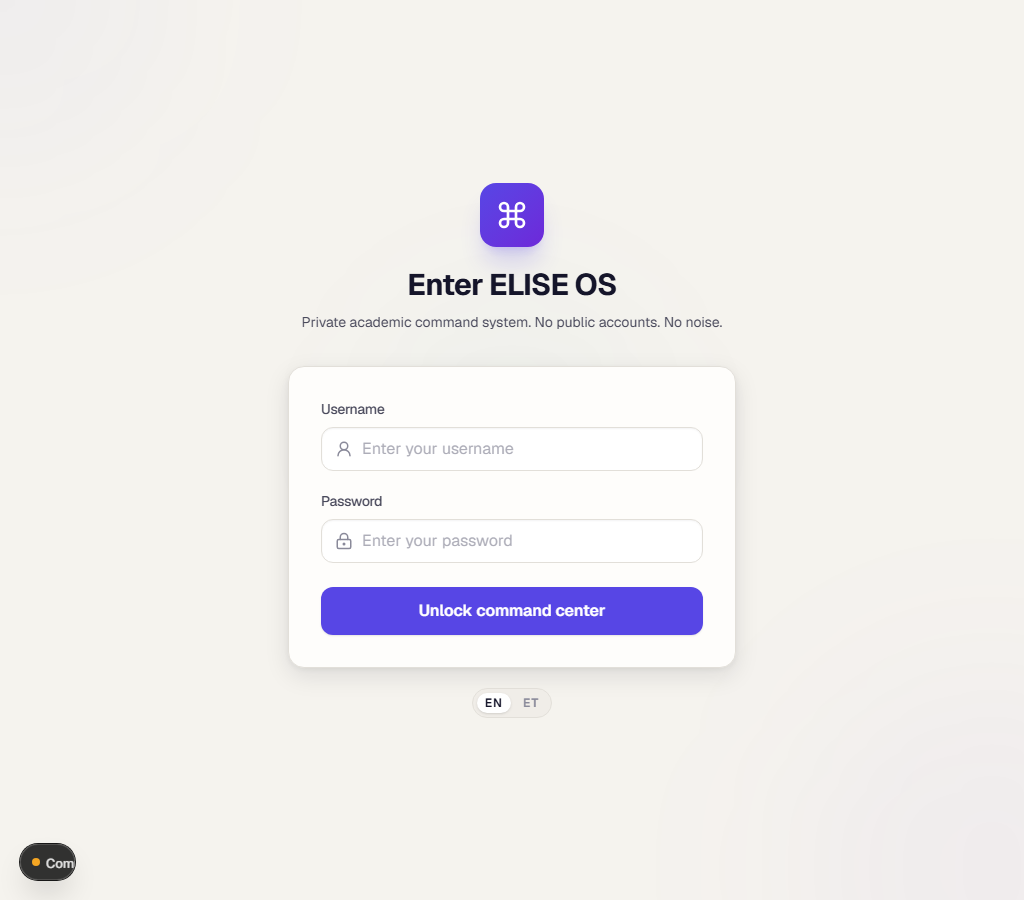 Enter ELISE OS
Private academic command system. No public accounts. No noise.
Username
Enter your username
Password
Enter your password
Unlock command center
EN ET